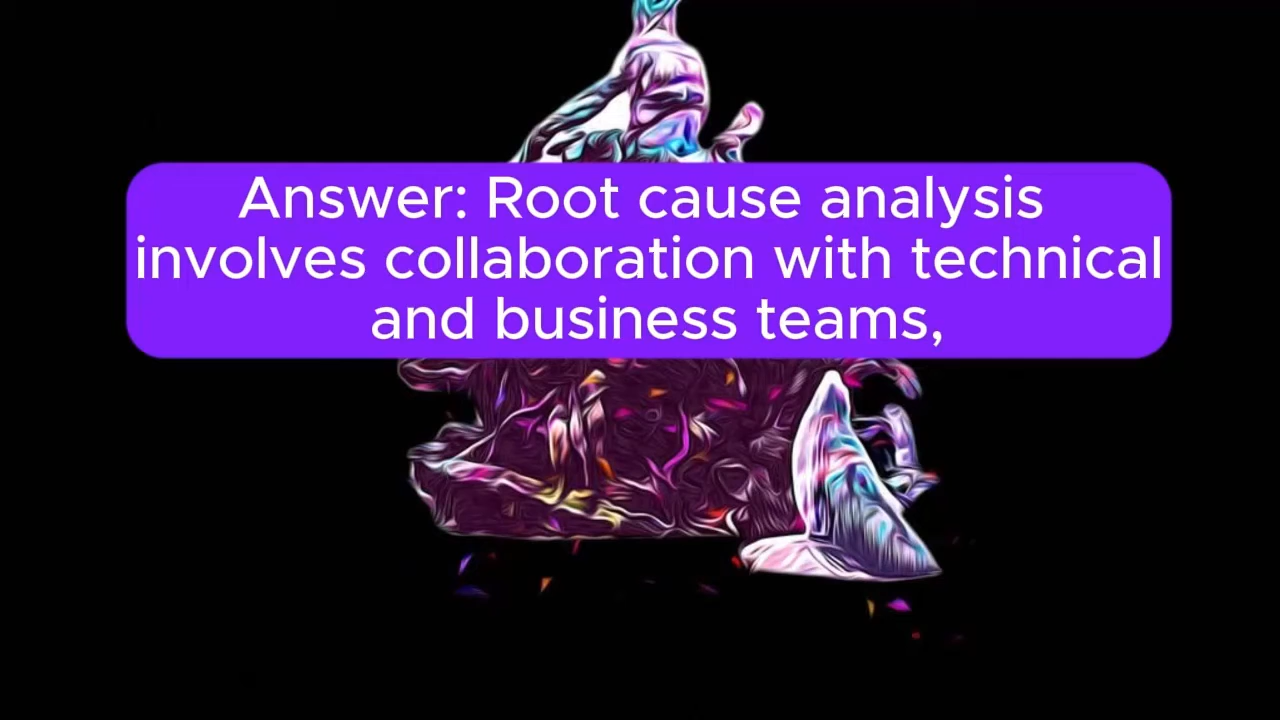 Answer: Root cause analysis
involves collaboration with technical
and business teams,